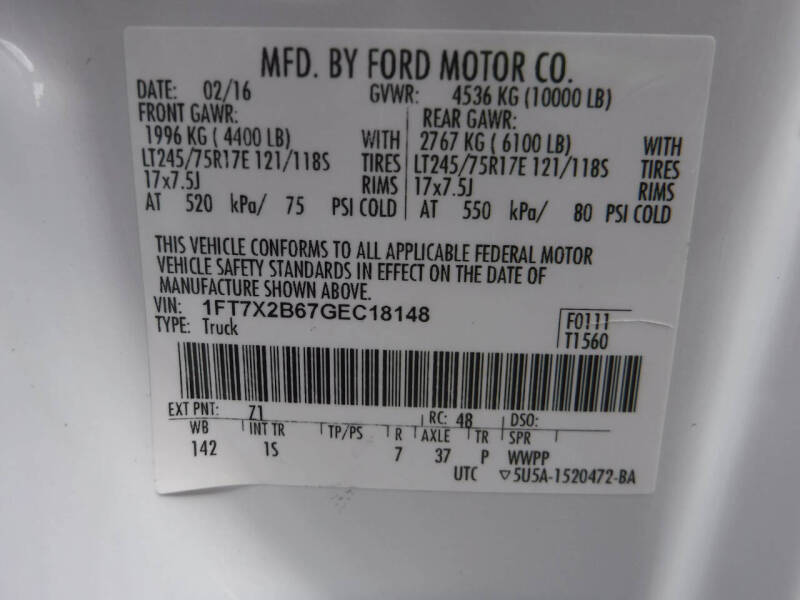 MFD. BY FORD MOTOR CO.
DATE: 02/16 GVWR: 4536 KG (10000 LB)
FRONT GAWR: REAR GAWR:
1996 KG ( 4400 LB) WITH 2767 KG ( 6100 LB) WITH
LT245/75R17E 121/118S TIRES LT245/75R17E 121/118S TIRES
17x7.5J RIMS 17x7.5J RIMS
AT 520 kPa/ 75 PSI COLD AT 550 kPa/ 80 PSI COLD
THIS VEHICLE CONFORMS TO ALL APPLICABLE FEDERAL MOTOR
VEHICLE SAFETY STANDARDS IN EFFECT ON THE DATE OF
MANUFACTURE SHOWN ABOVE.
VIN: 1FT7X2B67GEC18148 F0111
TYPE: Truck T1560
EXT PNT: Z1 RC: 48 DSO:
WB INT TR TP/PS R AXLE TR SPR
142 1S 7 37 P WWPP
UTC ▽5U5A-1520472-BA